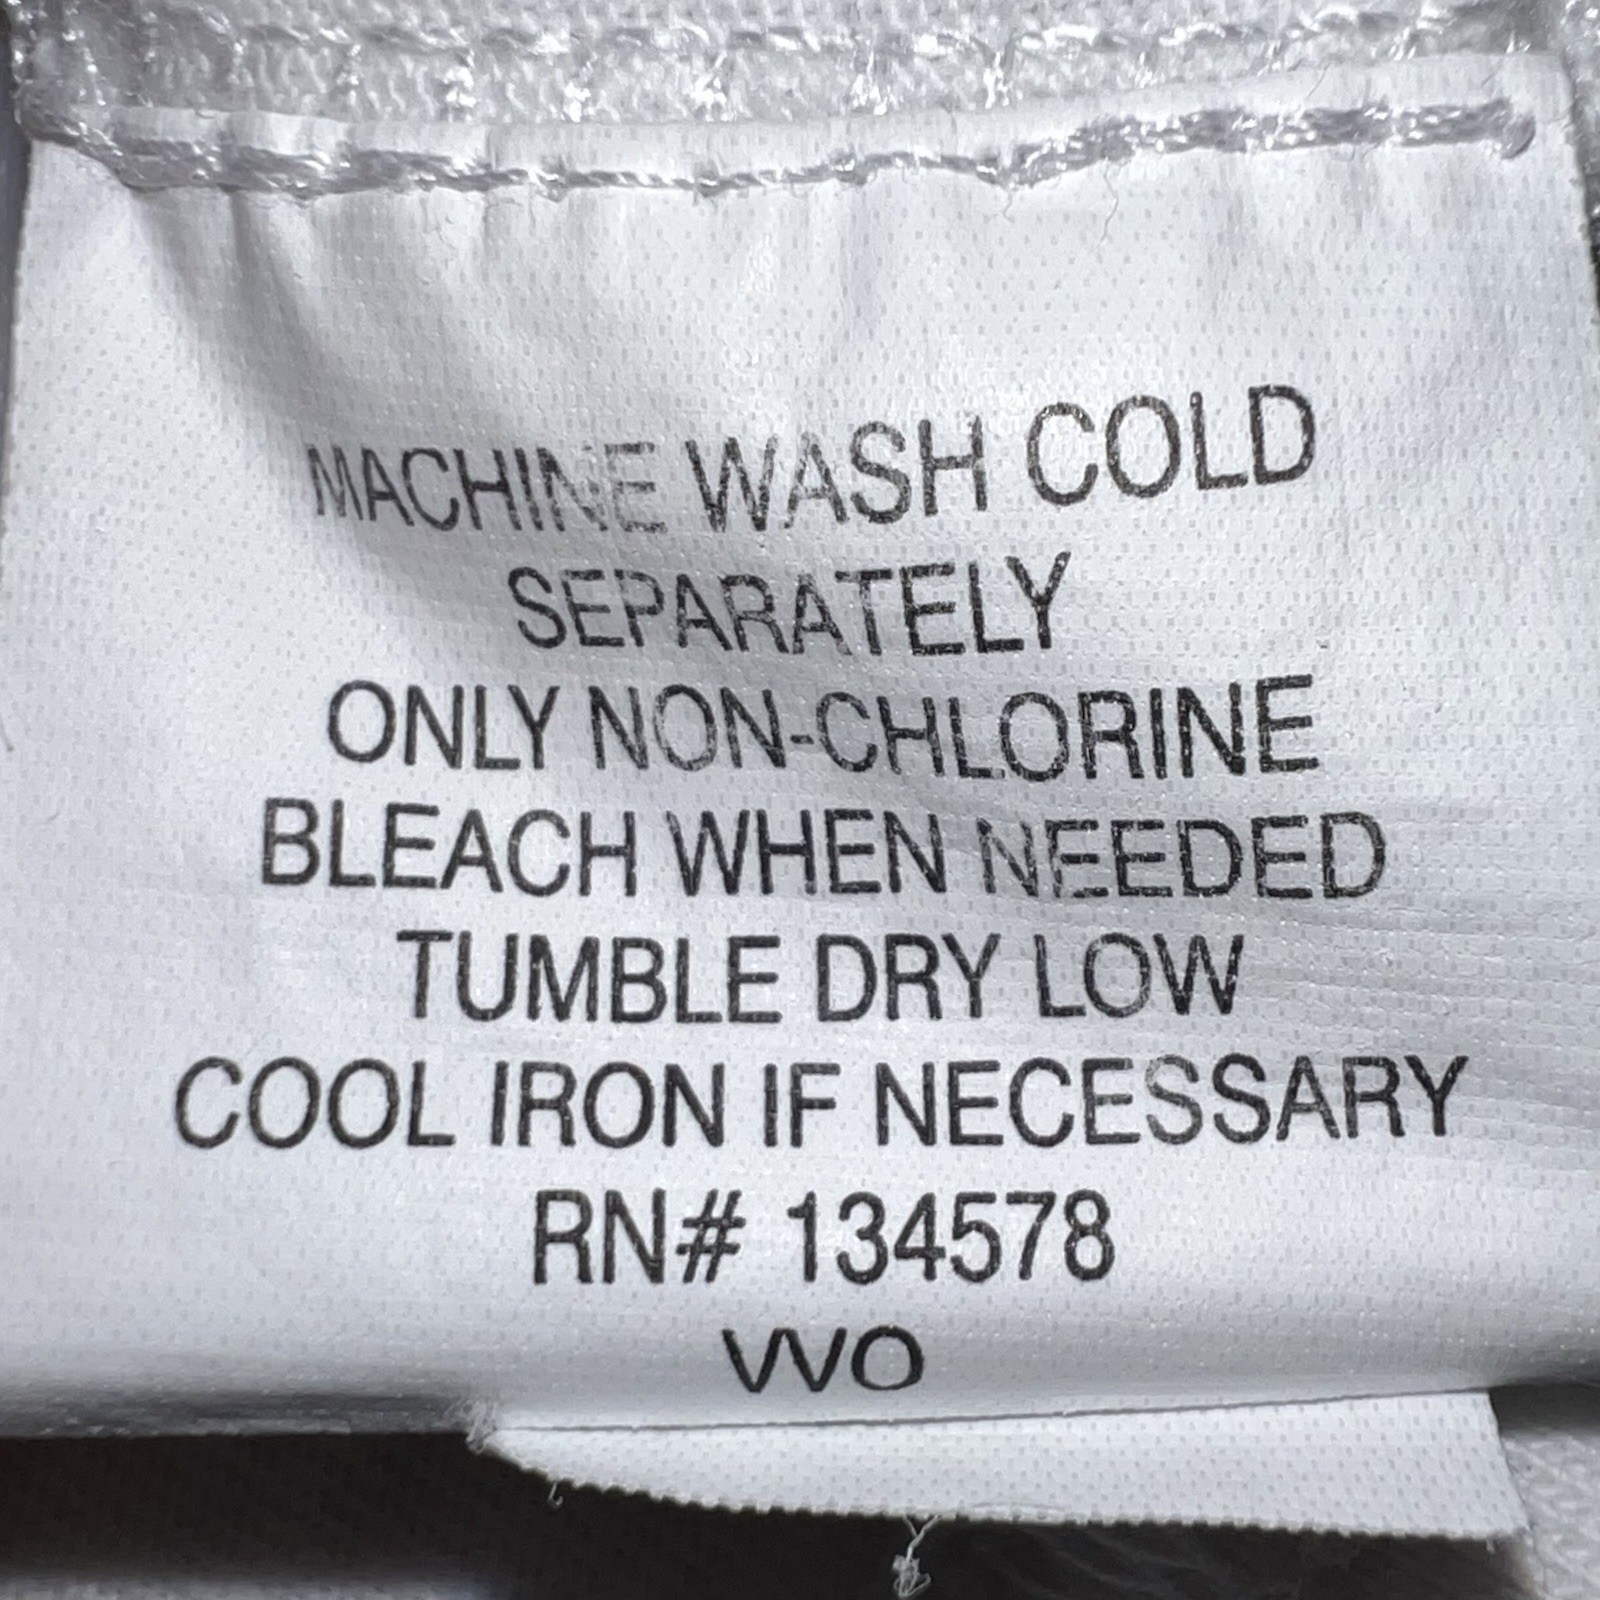 MACHINE WASH COLD
SEPARATELY
ONLY NON-CHLORINE
BLEACH WHEN NEEDED
TUMBLE DRY LOW
COOL IRON IF NECESSARY
RN# 134578
VVO